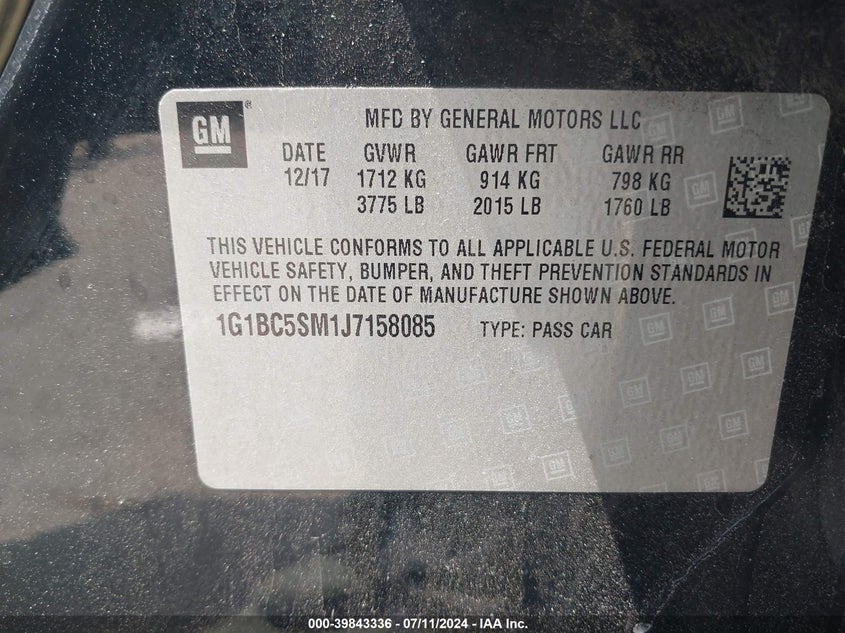 GM®
MFD BY GENERAL MOTORS LLC
DATE GVWR GAWR FRT GAWR RR
12/17 1712 KG 914 KG 798 KG
3775 LB 2015 LB 1760 LB
THIS VEHICLE CONFORMS TO ALL APPLICABLE U.S. FEDERAL MOTOR
VEHICLE SAFETY, BUMPER, AND THEFT PREVENTION STANDARDS IN
EFFECT ON THE DATE OF MANUFACTURE SHOWN ABOVE.
1G1BC5SM1J7158085 TYPE: PASS CAR
000-39843336 - 07/11/2024 - IAA Inc.